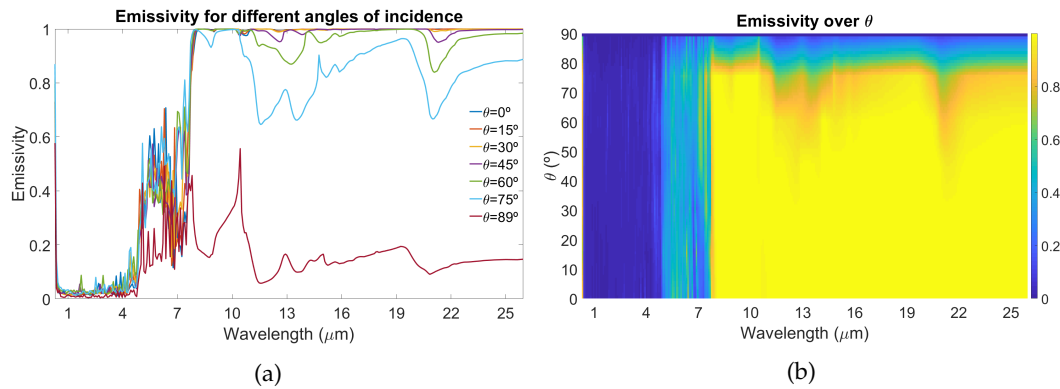 Emissivity for different angles of incidence
1
0.8
0.6
0.4
0.2
0
Emissivity
1 4 7 10 13 16 19 22 25
Wavelength (μm)
θ=0º
θ=15º
θ=30º
θ=45º
θ=60º
θ=75º
θ=89º
(a)
Emissivity over θ
90
80
70
60
50
40
30
20
10
0
θ (º)
1 4 7 10 13 16 19 22 25
Wavelength (μm)
0.8
0.6
0.4
0.2
0
(b)